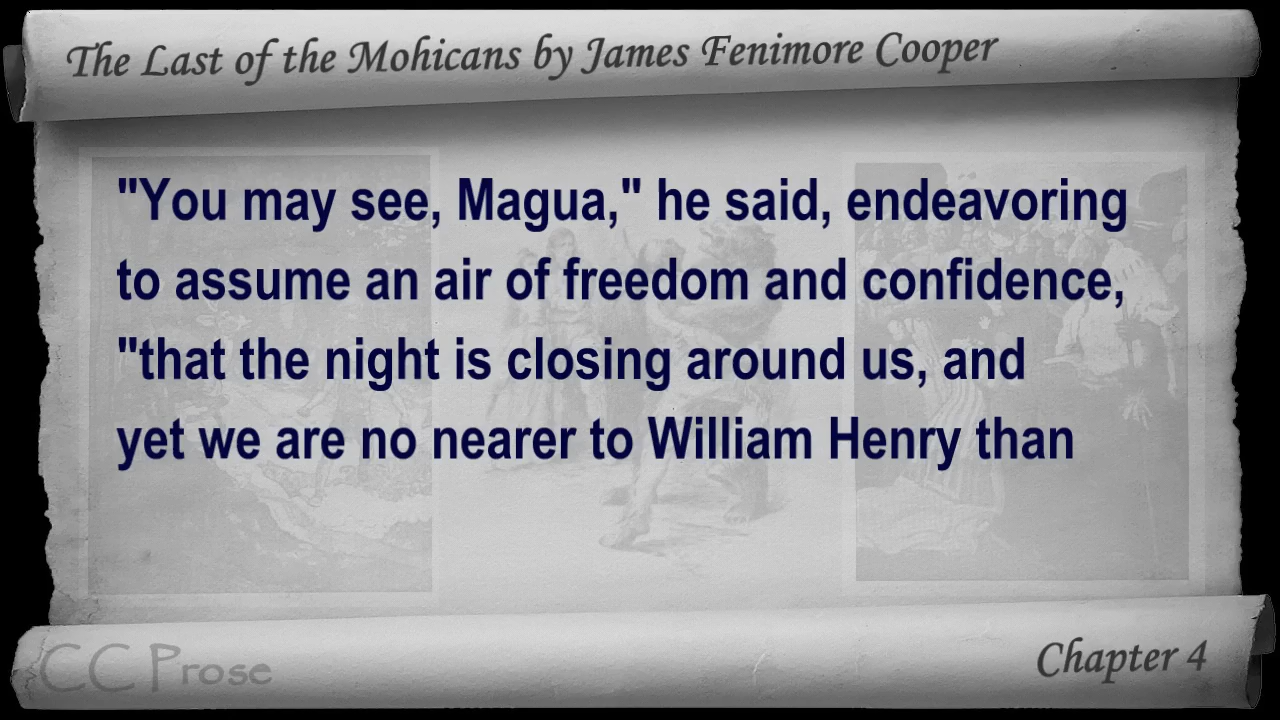 The Last of the Mohicans by James Fenimore Cooper
"You may see, Magua," he said, endeavoring
to assume an air of freedom and confidence,
"that the night is closing around us, and
yet we are no nearer to William Henry than
CC Prose
Chapter 4